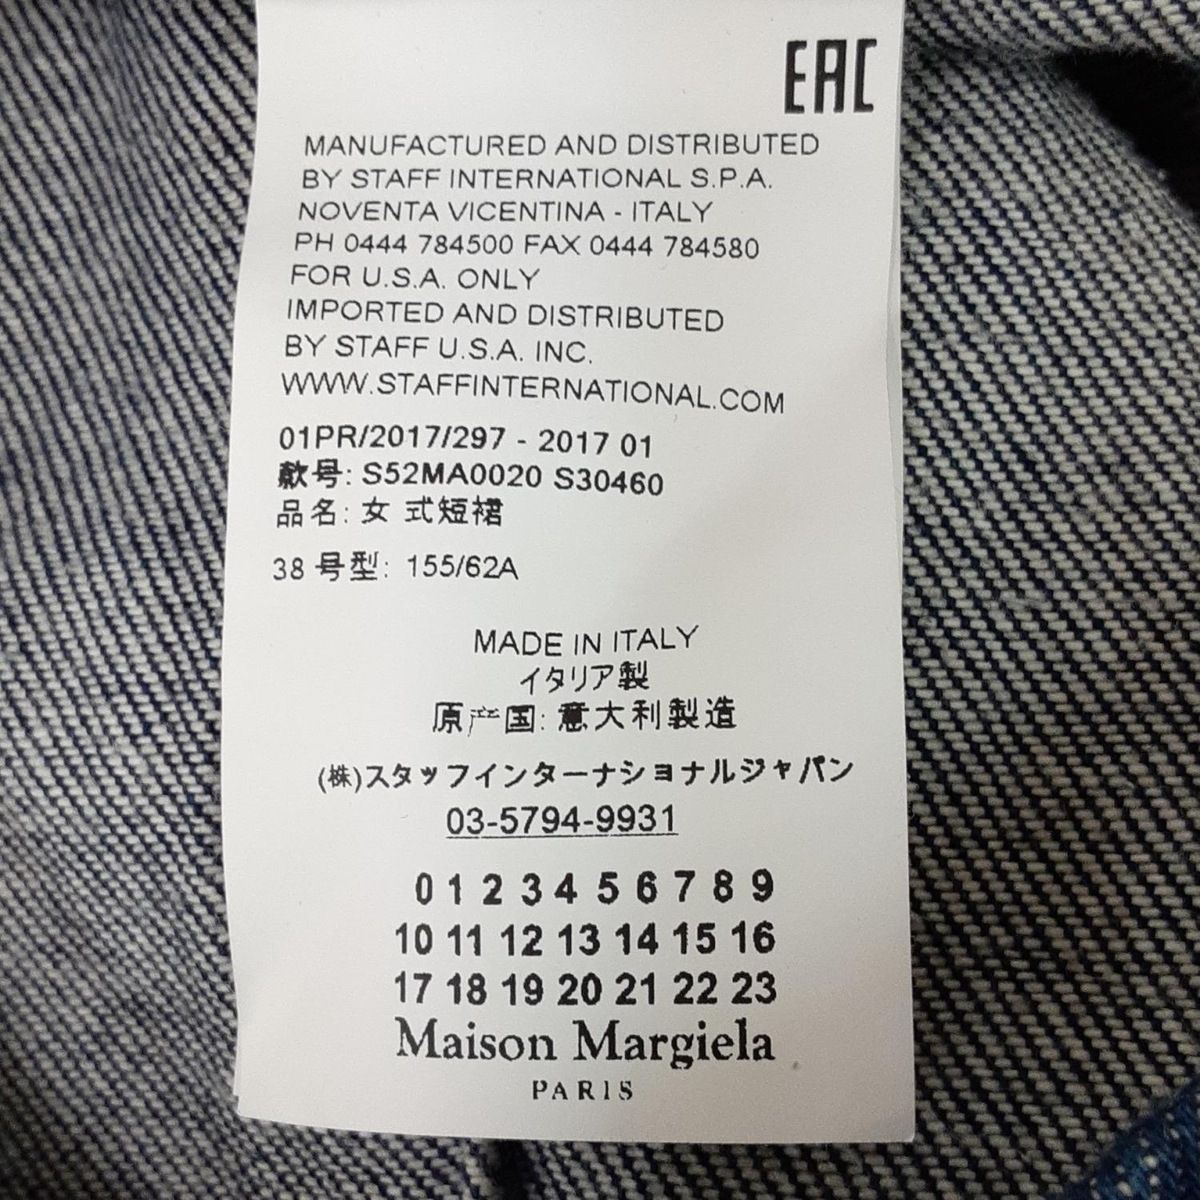 EAC
MANUFACTURED AND DISTRIBUTED
BY STAFF INTERNATIONAL S.P.A.
NOVENTA VICENTINA - ITALY
PH 0444 784500 FAX 0444 784580
FOR U.S.A. ONLY
IMPORTED AND DISTRIBUTED
BY STAFF U.S.A. INC.
WWW.STAFFINTERNATIONAL.COM
01PR/2017/297 - 2017 01
款号: S52MA0020 S30460
品名: 女 式短裙
38 号型: 155/62A
MADE IN ITALY
イタリア製
原产国: 意大利製造
(株)スタッフインターナショナルジャパン
03-5794-9931
0 1 2 3 4 5 6 7 8 9
10 11 12 13 14 15 16
17 18 19 20 21 22 23
Maison Margiela
PARIS